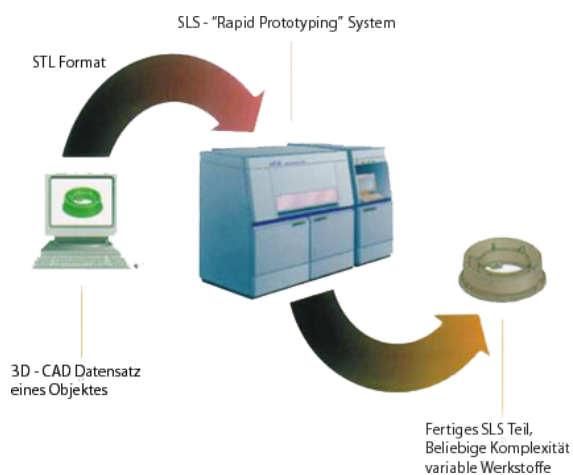 SLS - “Rapid Prototyping” System
STL Format
3D - CAD Datensatz
eines Objektes
Fertiges SLS Teil,
Beliebige Komplexität
variable Werkstoffe